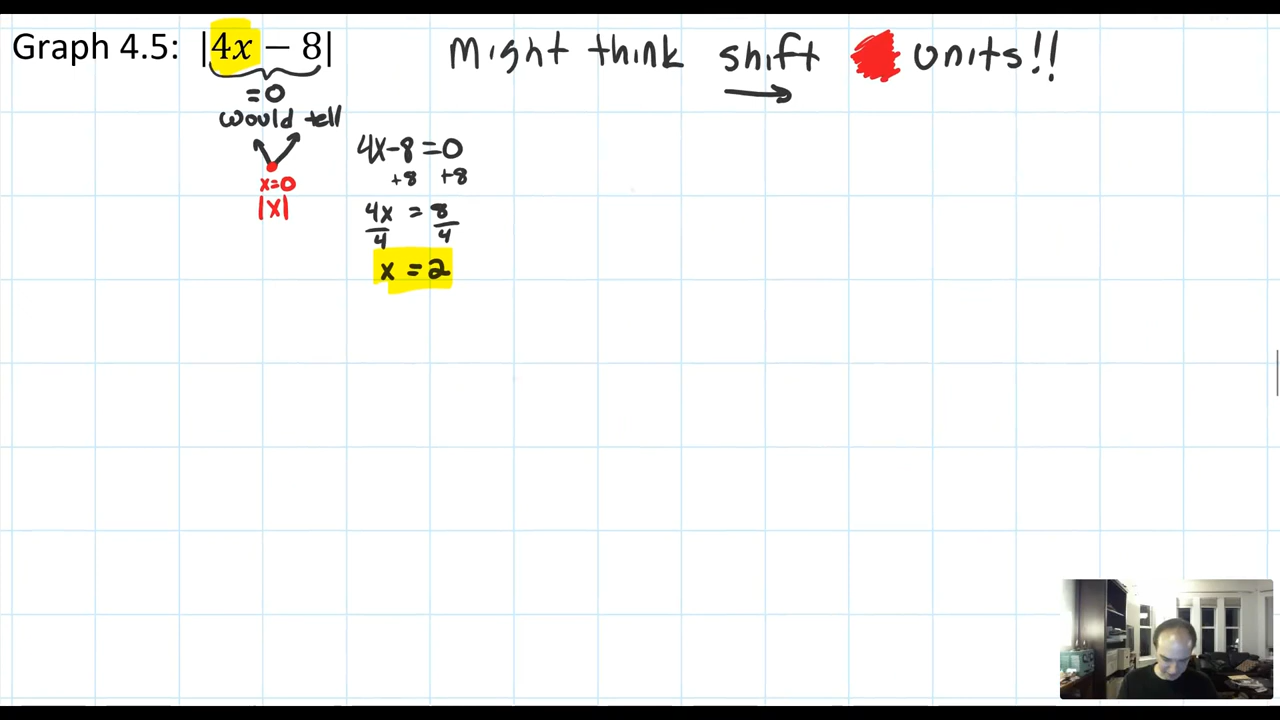 Graph 4.5: |4x − 8|
Might think shift units!!
=0
would tell
x=0
|x|
4x-8=0
+8 +8
4x = 8
4 4
x = 2